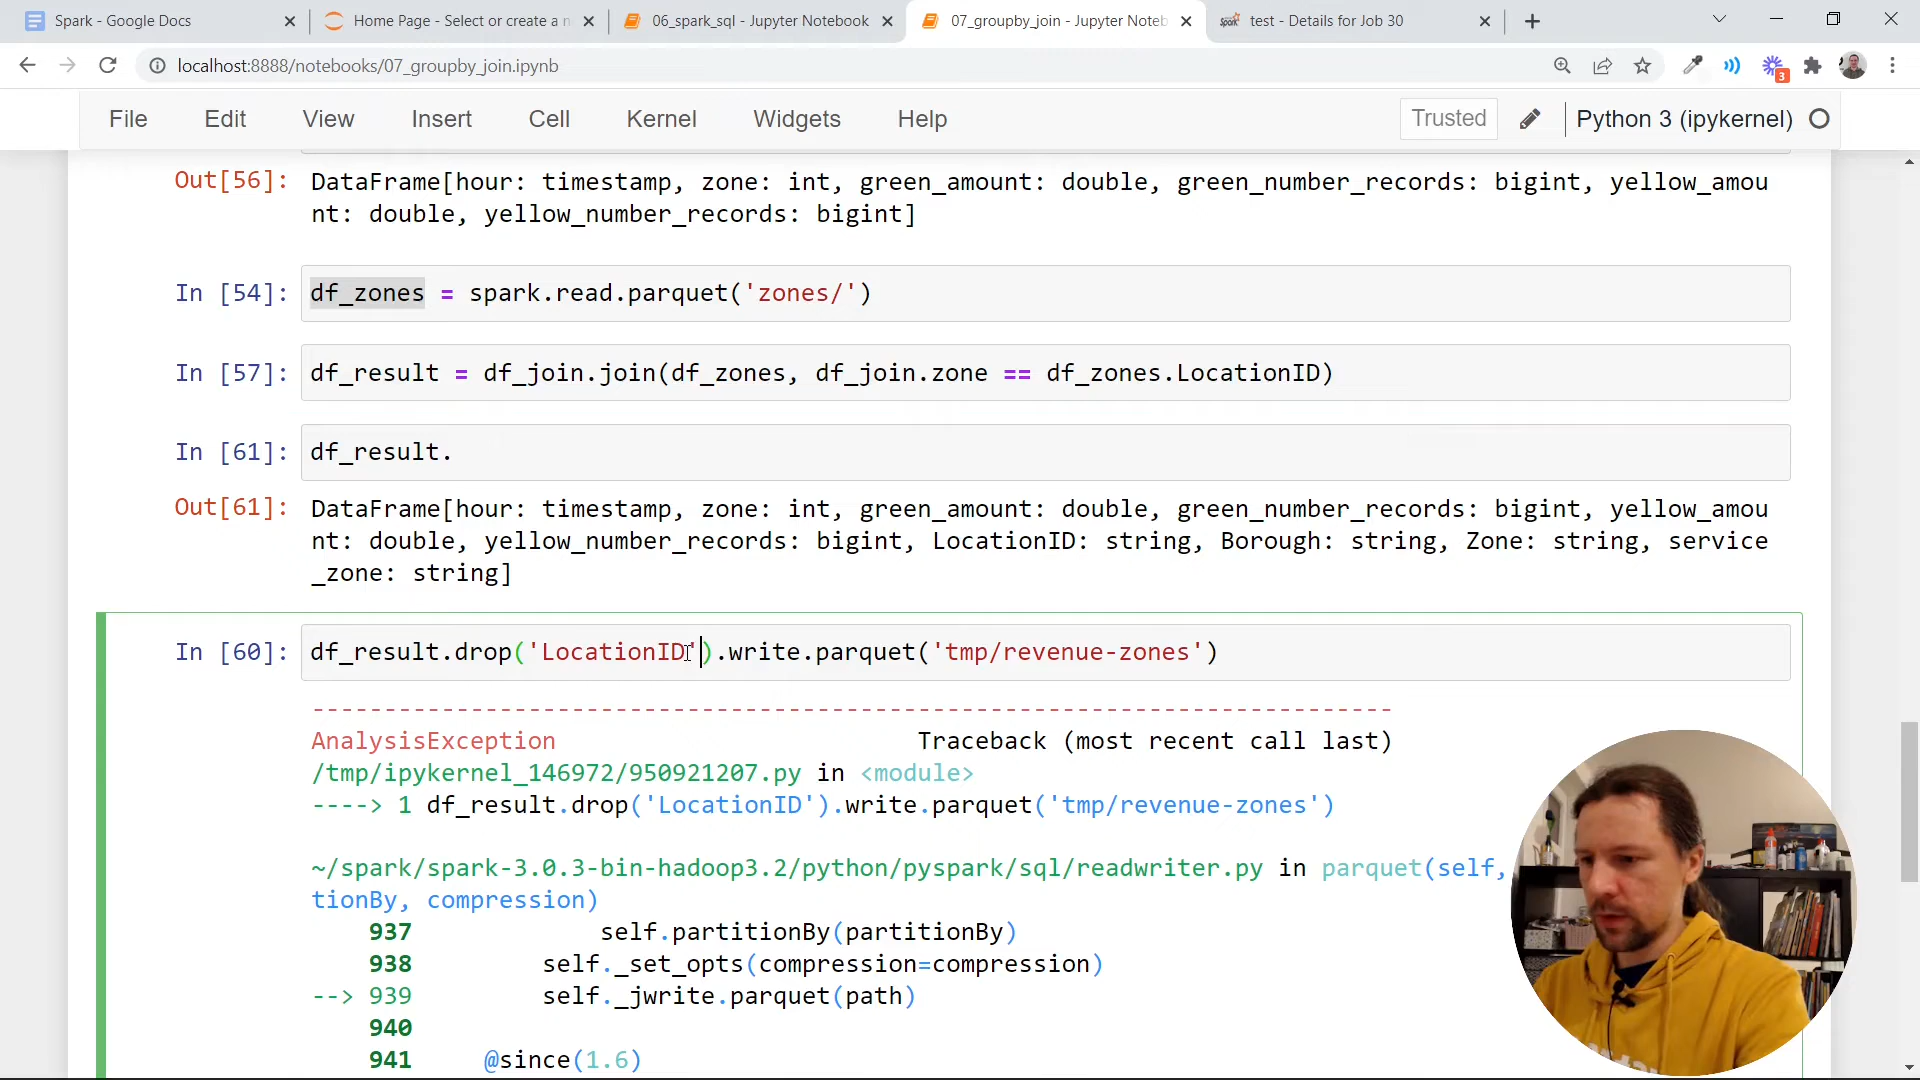 Spark - Google Docs
Home Page - Select or create a n
06_spark_sql - Jupyter Notebook
07_groupby_join - Jupyter Noteb
test - Details for Job 30
localhost:8888/notebooks/07_groupby_join.ipynb
3
File Edit View Insert Cell Kernel Widgets Help
Trusted
Python 3 (ipykernel)
Out[56]: DataFrame[hour: timestamp, zone: int, green_amount: double, green_number_records: bigint, yellow_amou
nt: double, yellow_number_records: bigint]
In [54]: df_zones = spark.read.parquet('zones/')
In [57]: df_result = df_join.join(df_zones, df_join.zone == df_zones.LocationID)
In [61]: df_result.
Out[61]: DataFrame[hour: timestamp, zone: int, green_amount: double, green_number_records: bigint, yellow_amou
nt: double, yellow_number_records: bigint, LocationID: string, Borough: string, Zone: string, service
_zone: string]
In [60]: df_result.drop('LocationID').write.parquet('tmp/revenue-zones')
---------------------------------------------------------------------------
AnalysisException Traceback (most recent call last)
/tmp/ipykernel_146972/950921207.py in <module>
----> 1 df_result.drop('LocationID').write.parquet('tmp/revenue-zones')
~/spark/spark-3.0.3-bin-hadoop3.2/python/pyspark/sql/readwriter.py in parquet(self,
tionBy, compression)
937 self.partitionBy(partitionBy)
938 self._set_opts(compression=compression)
--> 939 self._jwrite.parquet(path)
940
941 @since(1.6)